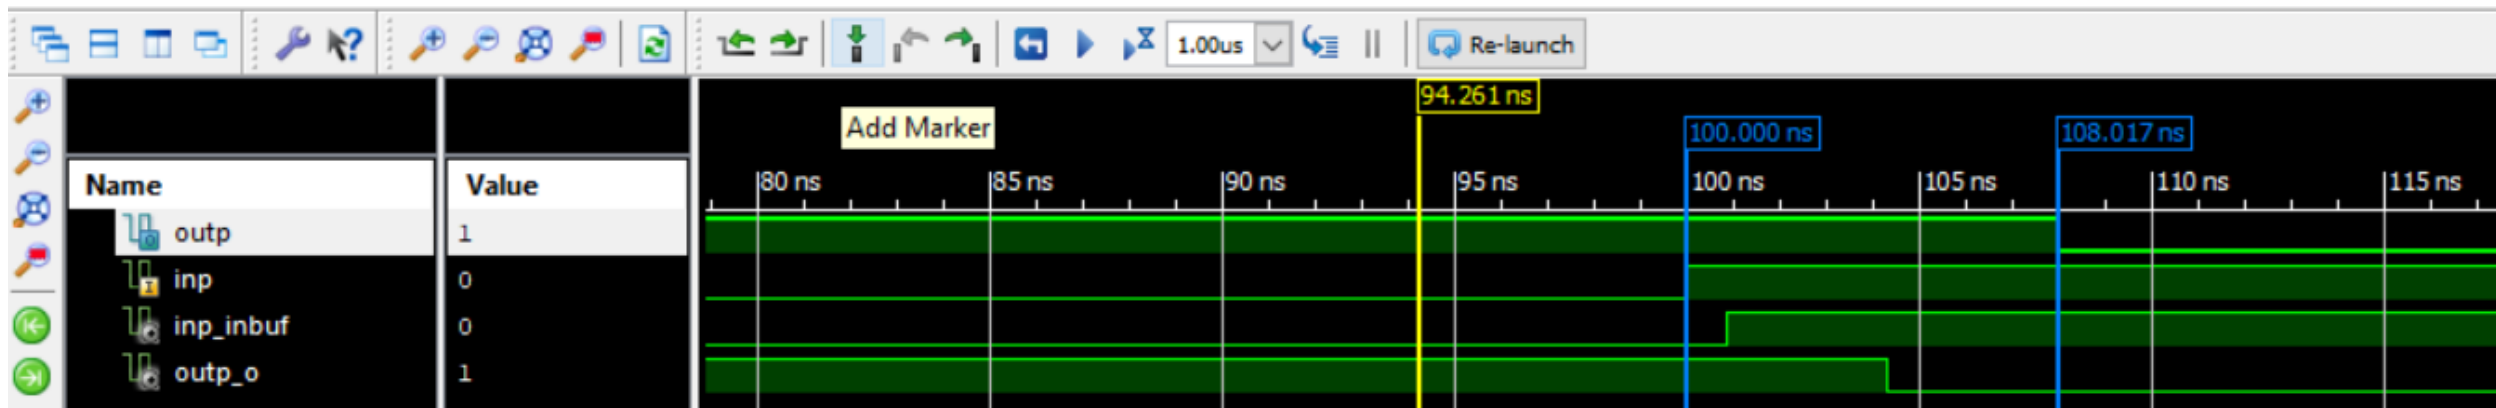 1.00us Re-launch
94.261 ns
Add Marker 100.000 ns 108.017 ns
Name Value 80 ns 85 ns 90 ns 95 ns 100 ns 105 ns 110 ns 115 ns
outp 1
inp 0
inp_inbuf 0
outp_o 1